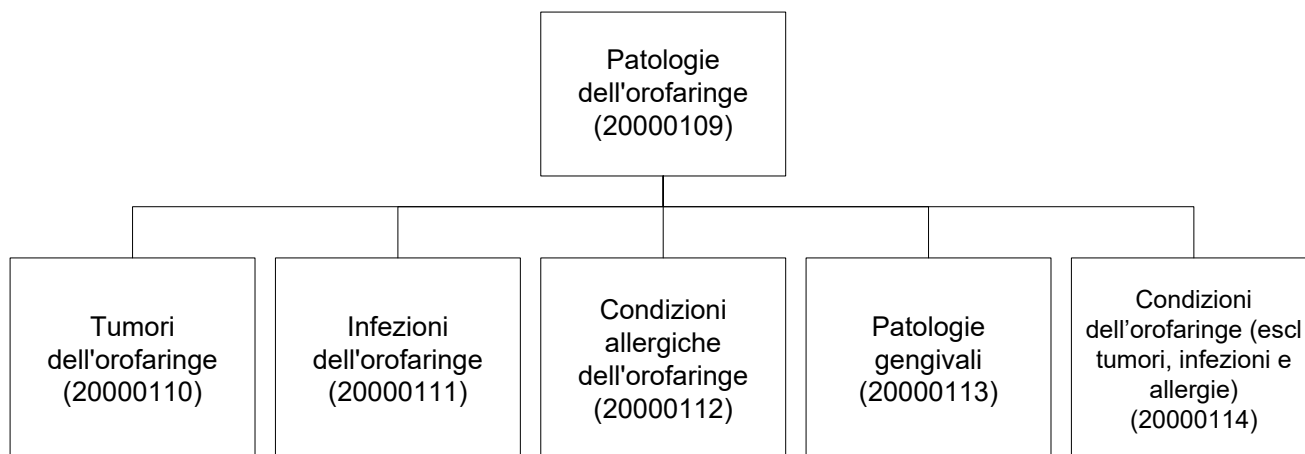 Patologie
dell'orofaringe
(20000109)
Tumori
dell'orofaringe
(20000110)
Infezioni
dell'orofaringe
(20000111)
Condizioni
allergiche
dell'orofaringe
(20000112)
Patologie
gengivali
(20000113)
Condizioni
dell’orofaringe (escl
tumori, infezioni e
allergie)
(20000114)